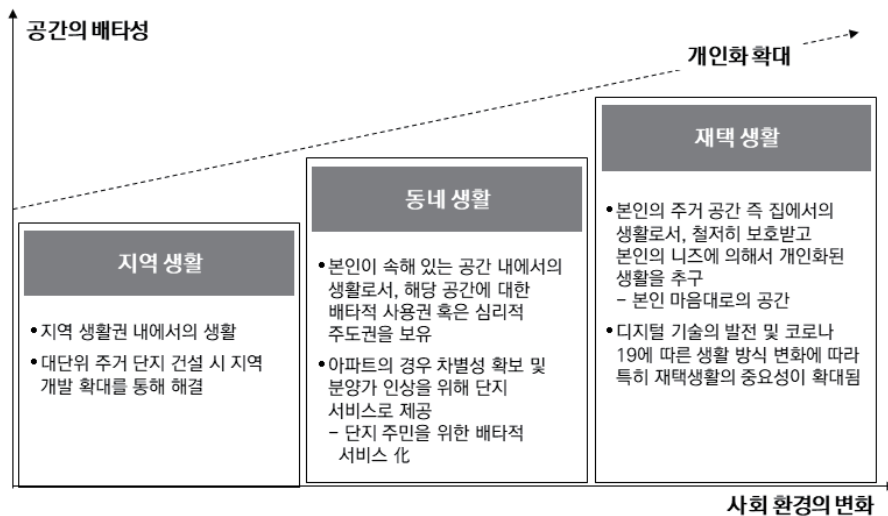 공간의 배타성
개인화 확대
지역 생활
• 지역 생활권 내에서의 생활
• 대단위 주거 단지 건설 시 지역
개발 확대를 통해 해결
동네 생활
• 본인이 속해 있는 공간 내에서의
생활로서, 해당 공간에 대한
배타적 사용권 혹은 심리적
주도권을 보유
• 아파트의 경우 차별성 확보 및
분양가 인상을 위해 단지
서비스로 제공
– 단지 주민을 위한 배타적
서비스 化
재택 생활
• 본인의 주거 공간 즉 집에서의
생활로서, 철저히 보호받고
본인의 니즈에 의해서 개인화된
생활을 추구
– 본인 마음대로의 공간
• 디지털 기술의 발전 및 코로나
19에 따른 생활 방식 변화에 따라
특히 재택생활의 중요성이 확대됨
사회 환경의 변화